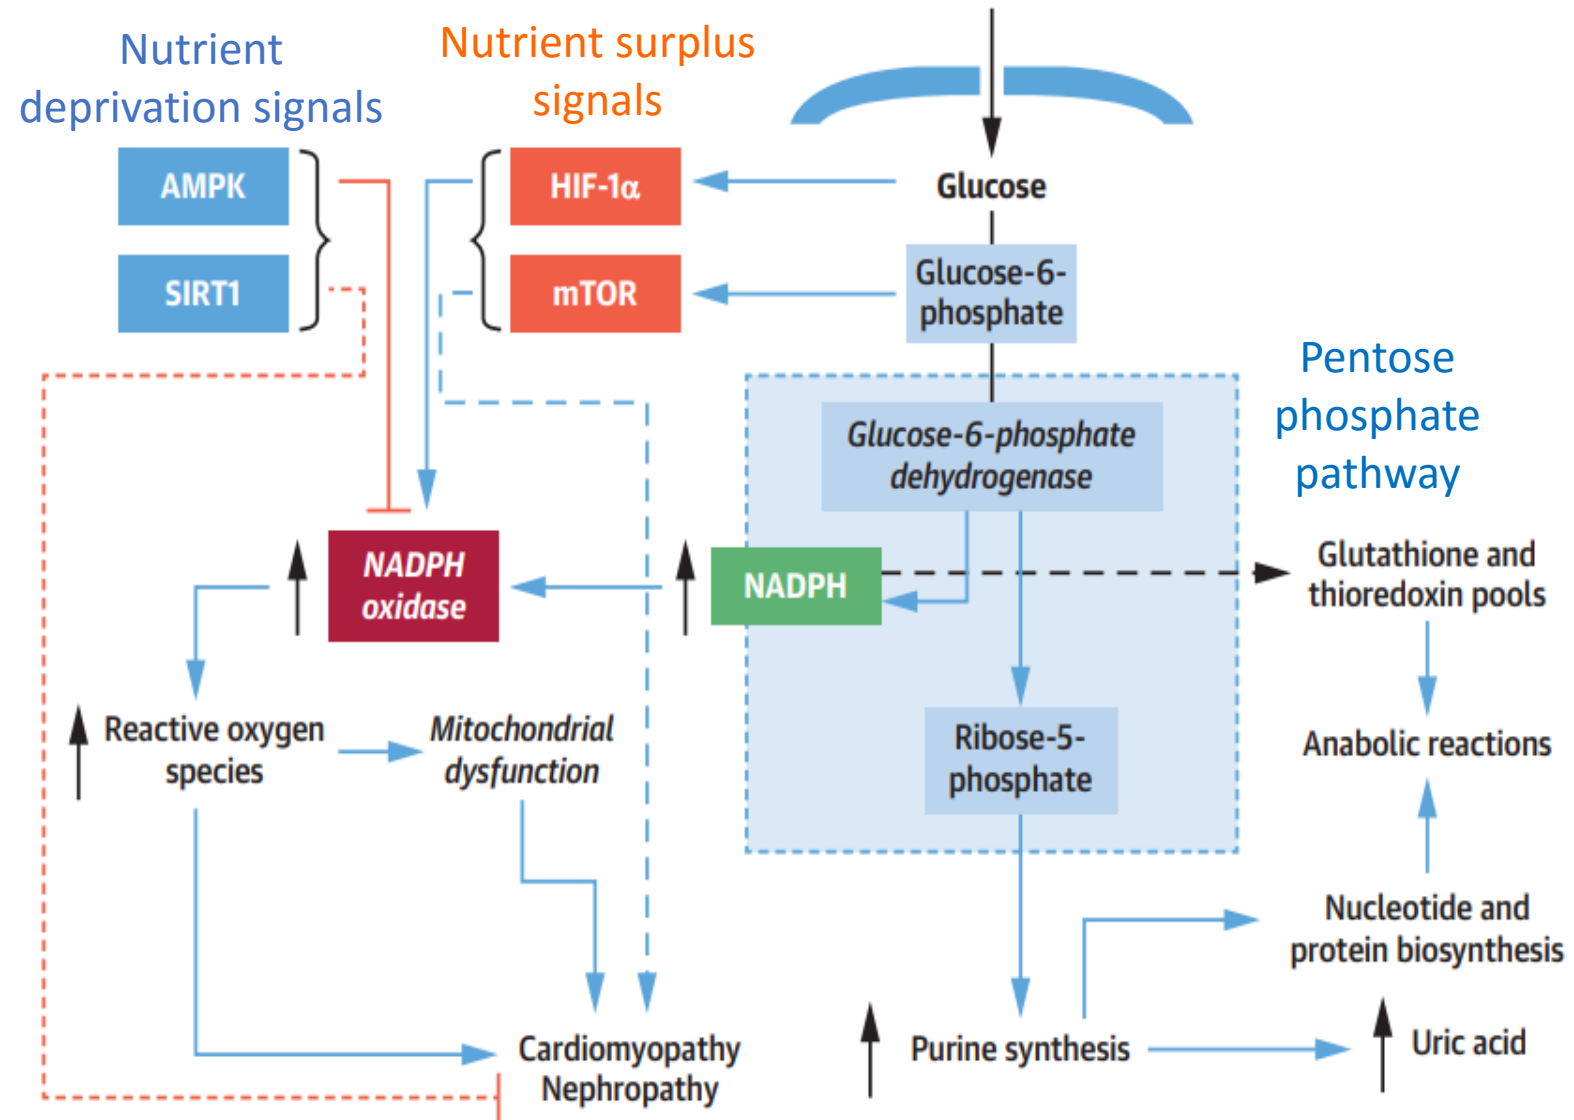 Nutrient
deprivation signals
Nutrient surplus
signals
AMPK
SIRT1
HIF-1α
mTOR
Glucose
Glucose-6-
phosphate
Pentose
phosphate
pathway
Glucose-6-phosphate
dehydrogenase
NADPH
oxidase
NADPH
Glutathione and
thioredoxin pools
Reactive oxygen
species
Mitochondrial
dysfunction
Ribose-5-
phosphate
Anabolic reactions
Nucleotide and
protein biosynthesis
Cardiomyopathy
Nephropathy
Purine synthesis
Uric acid